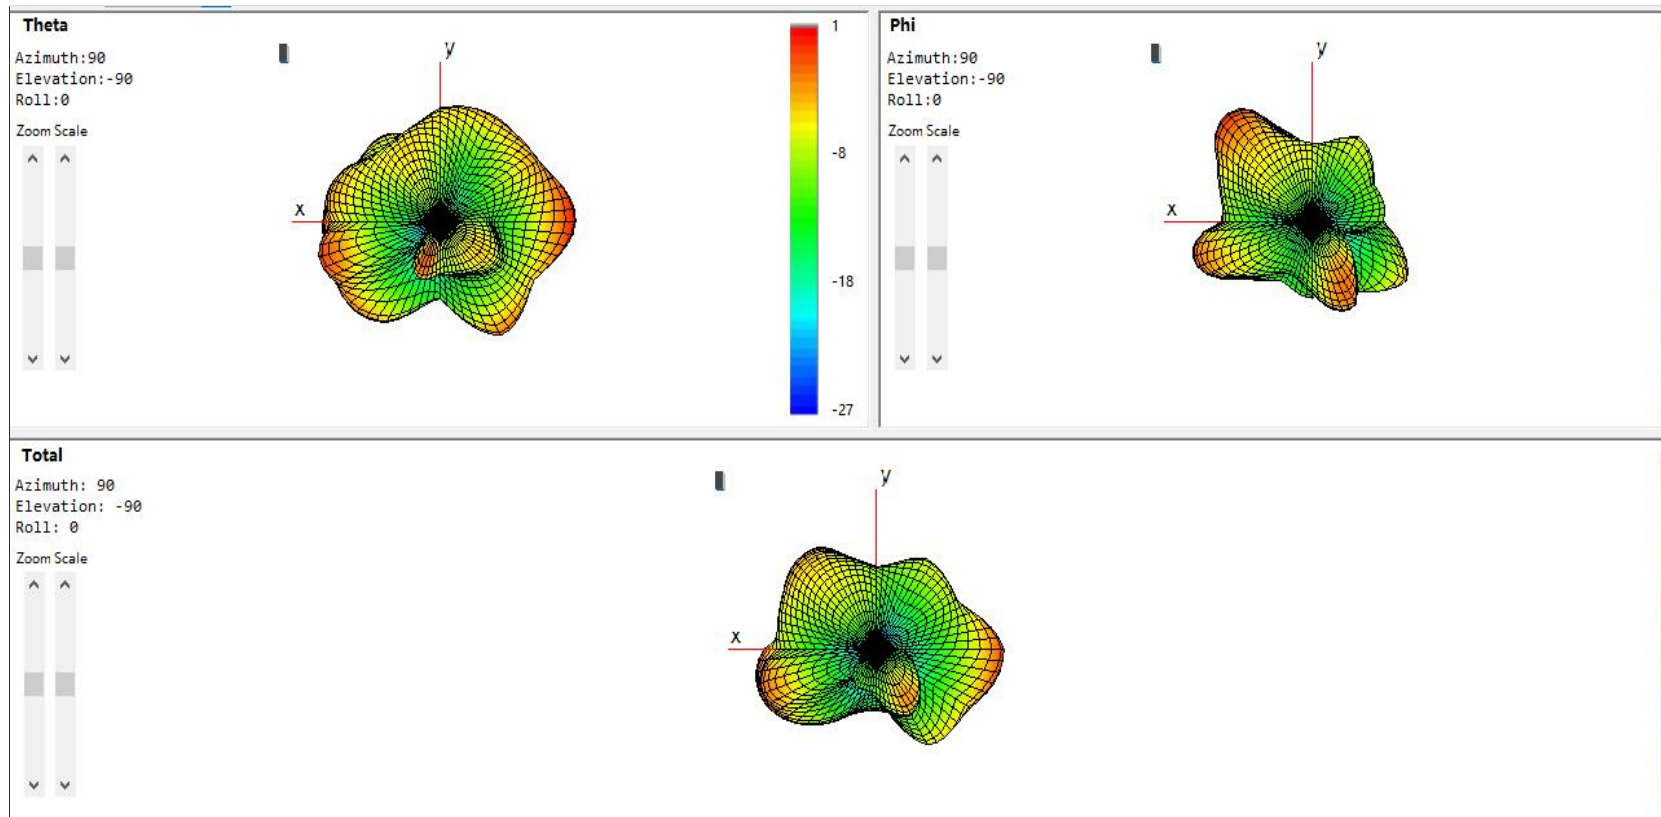 Theta
Azimuth:90
Elevation:-90
Roll:0
Zoom Scale
y
x
1
-8
-18
-27
Phi
Azimuth:90
Elevation:-90
Roll:0
Zoom Scale
y
x
Total
Azimuth: 90
Elevation: -90
Roll: 0
Zoom Scale
y
x